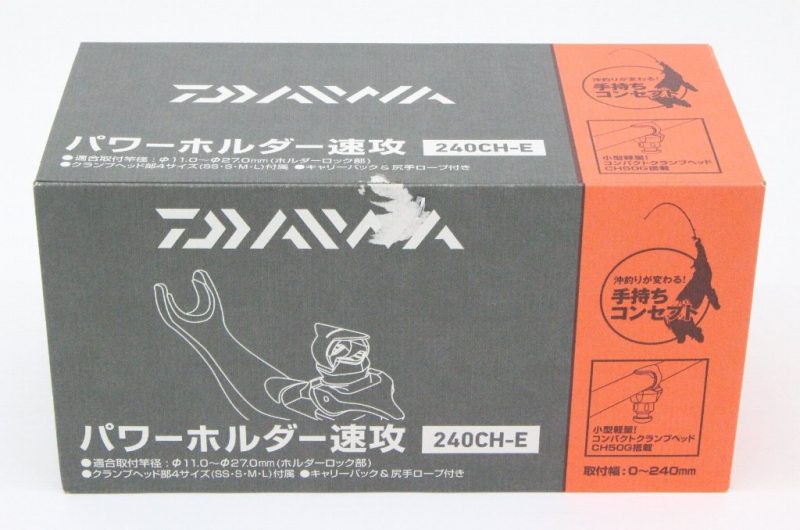 DAIWA
パワーホルダー速攻 240CH-E
●適合取付竿径：Φ11.0～Φ27.0mm(ホルダーロック部)
●クランプヘッド部4サイズ(SS・S・M・L)付属 ●キャリーバック&尻手ロープ付き
沖釣りが変わる!
手持ち
コンセプト
小型軽量!
コンパクトクランプヘッド
CH50G搭載
DAIWA
パワーホルダー速攻 240CH-E
●適合取付竿径：Φ11.0～Φ27.0mm(ホルダーロック部)
●クランプヘッド部4サイズ(SS・S・M・L)付属 ●キャリーバック&尻手ロープ付き
沖釣りが変わる!
手持ち
コンセプト
小型軽量!
コンパクトクランプヘッド
CH50G搭載
取付幅：0～240mm